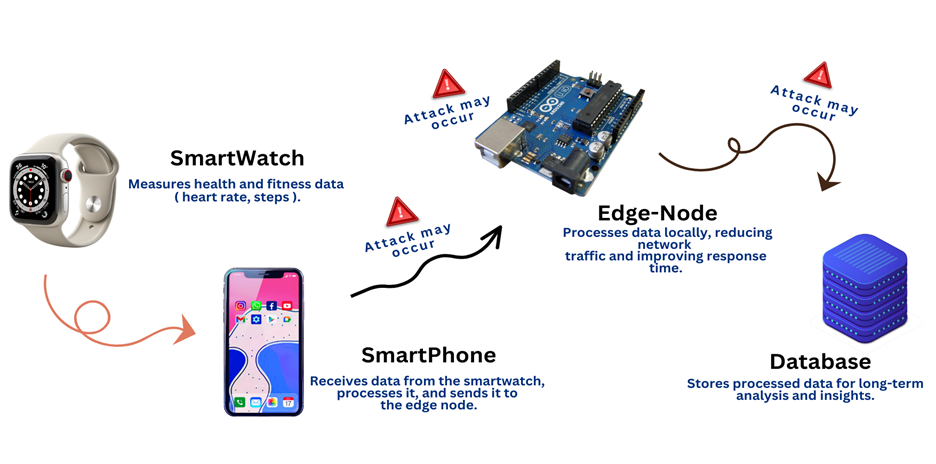 Attack may
occur
Attack may
occur
SmartWatch
Measures health and fitness data
( heart rate, steps ).
Attack may
occur
Edge-Node
Processes data locally, reducing
network
traffic and improving response
time.
SmartPhone
Receives data from the smartwatch,
processes it, and sends it to
the edge node.
Database
Stores processed data for long-term
analysis and insights.